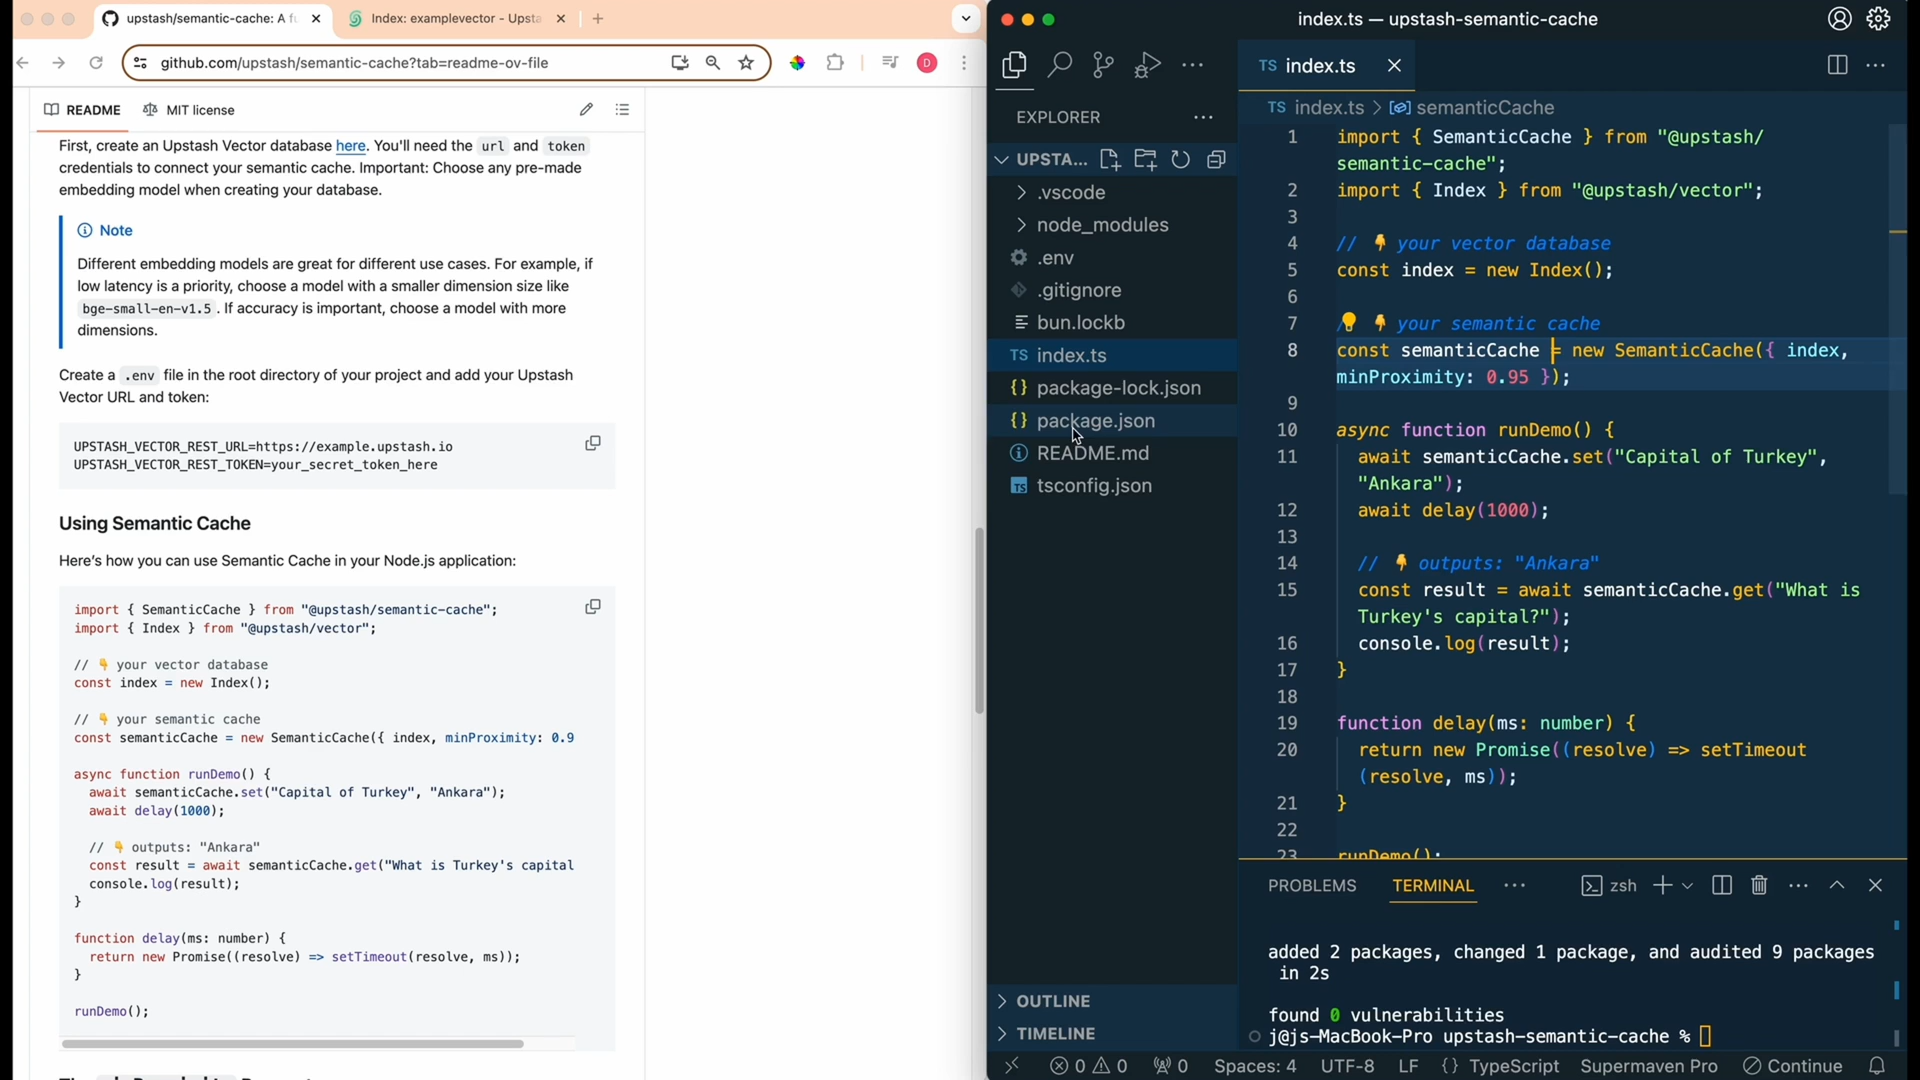 upstash/semantic-cache: A fu
Index: examplevector - Upsta
github.com/upstash/semantic-cache?tab=readme-ov-file
D
README
MIT license
First, create an Upstash Vector database here. You'll need the url and token
credentials to connect your semantic cache. Important: Choose any pre-made
embedding model when creating your database.
Note
Different embedding models are great for different use cases. For example, if
low latency is a priority, choose a model with a smaller dimension size like
bge-small-en-v1.5 . If accuracy is important, choose a model with more
dimensions.
Create a .env file in the root directory of your project and add your Upstash
Vector URL and token:
UPSTASH_VECTOR_REST_URL=https://example.upstash.io
UPSTASH_VECTOR_REST_TOKEN=your_secret_token_here
Using Semantic Cache
Here's how you can use Semantic Cache in your Node.js application:
import { SemanticCache } from "@upstash/semantic-cache";
import { Index } from "@upstash/vector";
// 👇 your vector database
const index = new Index();
// 👇 your semantic cache
const semanticCache = new SemanticCache({ index, minProximity: 0.9
async function runDemo() {
await semanticCache.set("Capital of Turkey", "Ankara");
await delay(1000);
// 👇 outputs: "Ankara"
const result = await semanticCache.get("What is Turkey's capital
console.log(result);
}
function delay(ms: number) {
return new Promise((resolve) => setTimeout(resolve, ms));
}
runDemo();
index.ts — upstash-semantic-cache
TS index.ts
EXPLORER
UPSTA...
.vscode
node_modules
.env
.gitignore
bun.lockb
TS index.ts
{} package-lock.json
{} package.json
README.md
TS tsconfig.json
OUTLINE
TIMELINE
TS index.ts > semanticCache
1 import { SemanticCache } from "@upstash/
semantic-cache";
2 import { Index } from "@upstash/vector";
3
4 // 👇 your vector database
5 const index = new Index();
6
7 / 👇 your semantic cache
8 const semanticCache = new SemanticCache({ index,
minProximity: 0.95 });
9
10 async function runDemo() {
11 await semanticCache.set("Capital of Turkey",
"Ankara");
12 await delay(1000);
13
14 // 👇 outputs: "Ankara"
15 const result = await semanticCache.get("What is
Turkey's capital?");
16 console.log(result);
17 }
18
19 function delay(ms: number) {
20 return new Promise((resolve) => setTimeout
(resolve, ms));
21 }
22
23 runDemo();
PROBLEMS
TERMINAL
zsh
added 2 packages, changed 1 package, and audited 9 packages
in 2s
found 0 vulnerabilities
j@js-MacBook-Pro upstash-semantic-cache %
0 0
0
Spaces: 4
UTF-8
LF
{} TypeScript
Supermaven Pro
Continue